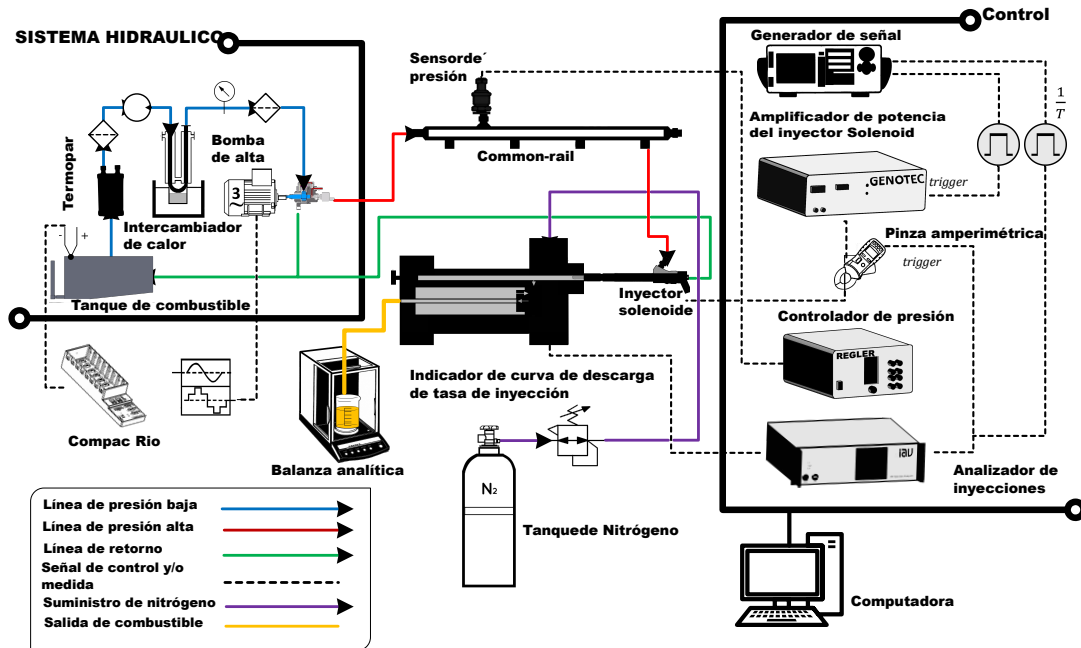 SISTEMA HIDRAULICO
Control
Generador de señal
Sensorde´
presión
1
T
Amplificador de potencia
del inyector Solenoid
GENOTEC
trigger
Termopar
Bomba
de alta
3
Common-rail
Intercambiador
de calor
- +
Pinza amperimétrica
trigger
Tanque de combustible
Inyector
solenoide
Controlador de presión
REGLER
Indicador de curva de descarga
de tasa de inyección
Compac Rio
Balanza analítica
iav
Analizador de
inyecciones
N2
Tanquede Nitrógeno
Computadora
Línea de presión baja
Línea de presión alta
Línea de retorno
Señal de control y/o
medida
Suministro de nitrógeno
Salida de combustible